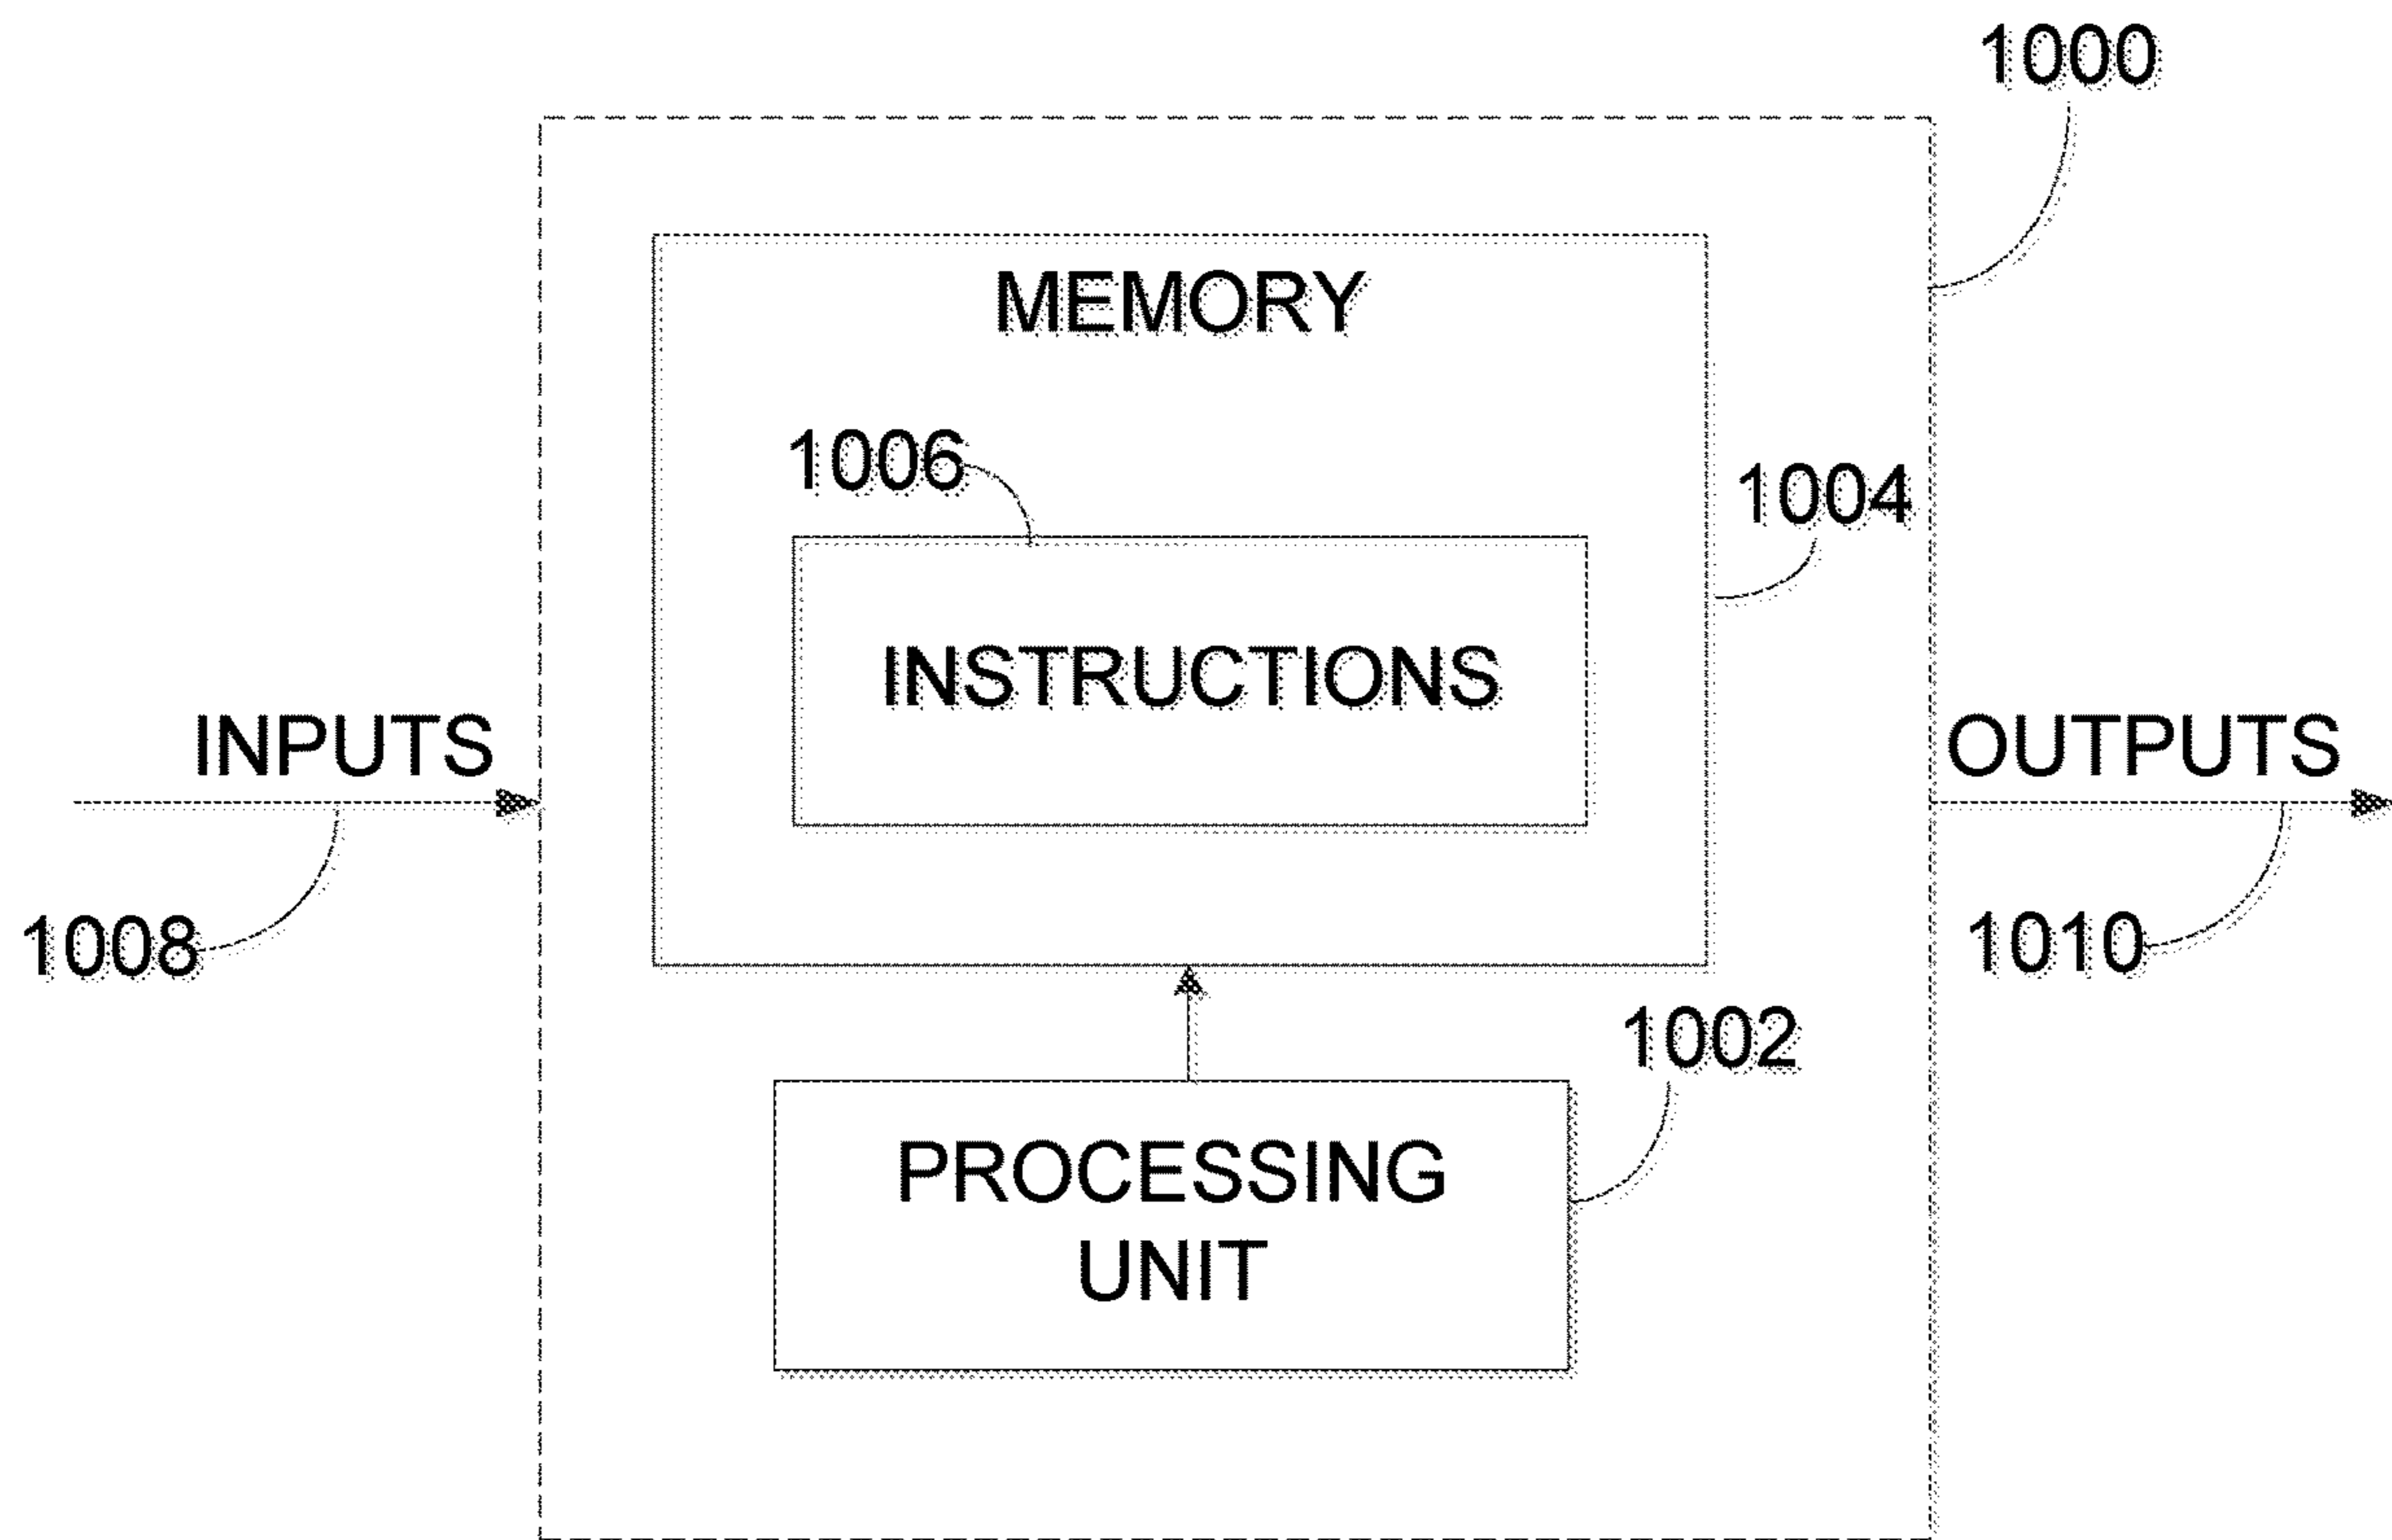 1000
MEMORY
1006
1004
INSTRUCTIONS
INPUTS
OUTPUTS
1008
1010
1002
PROCESSING
UNIT